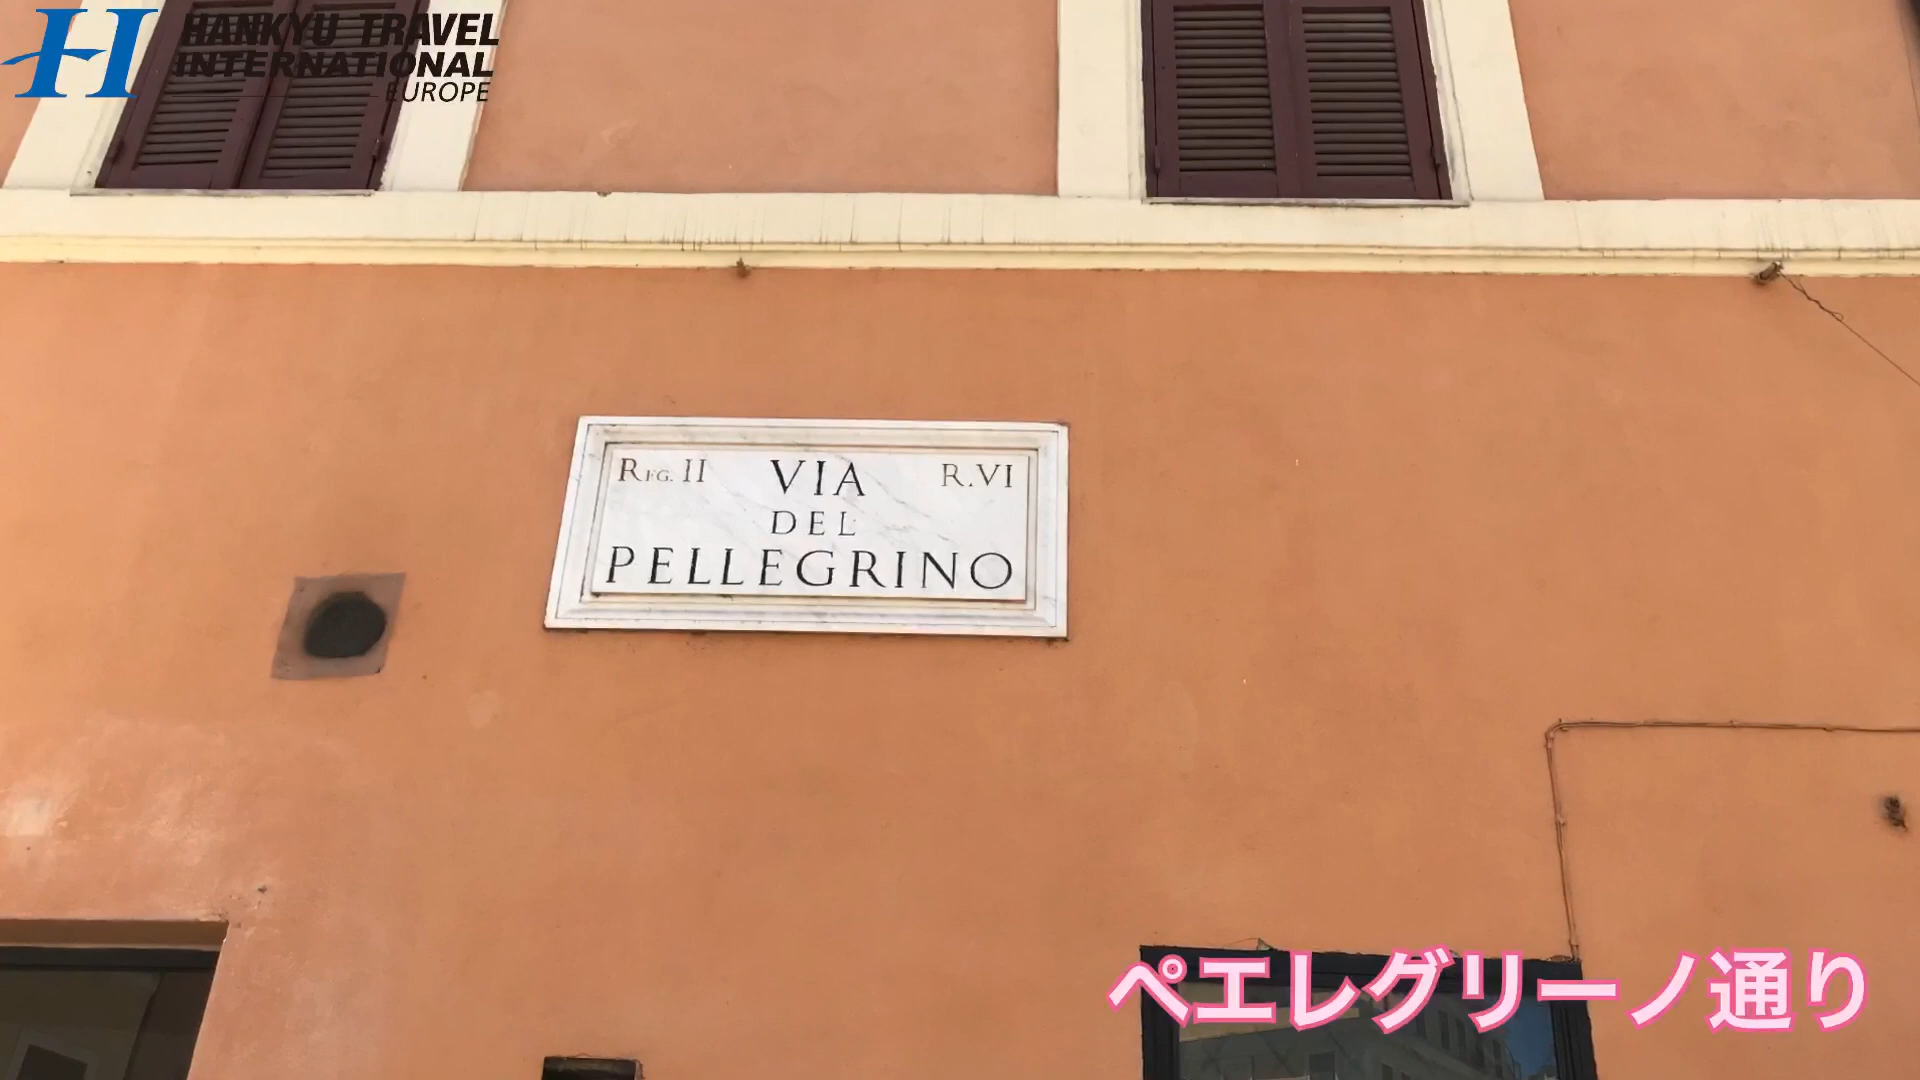 HANKYU TRAVEL
INTERNATIONAL
EUROPE
REG. II VIA R.VI
DEL
PELLEGRINO
ペエレグリーノ通り